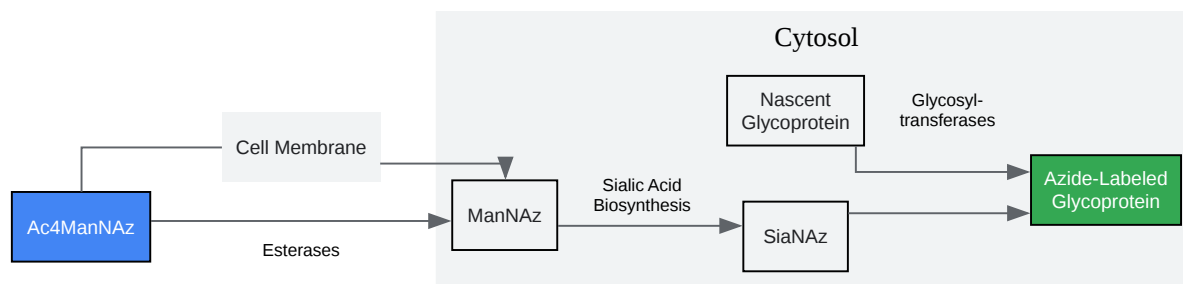 Cytosol
Nascent
Glycoprotein
Glycosyl-
transferases
Cell Membrane
Ac4ManNAz
Esterases
ManNAz
Sialic Acid
Biosynthesis
SiaNAz
Azide-Labeled
Glycoprotein